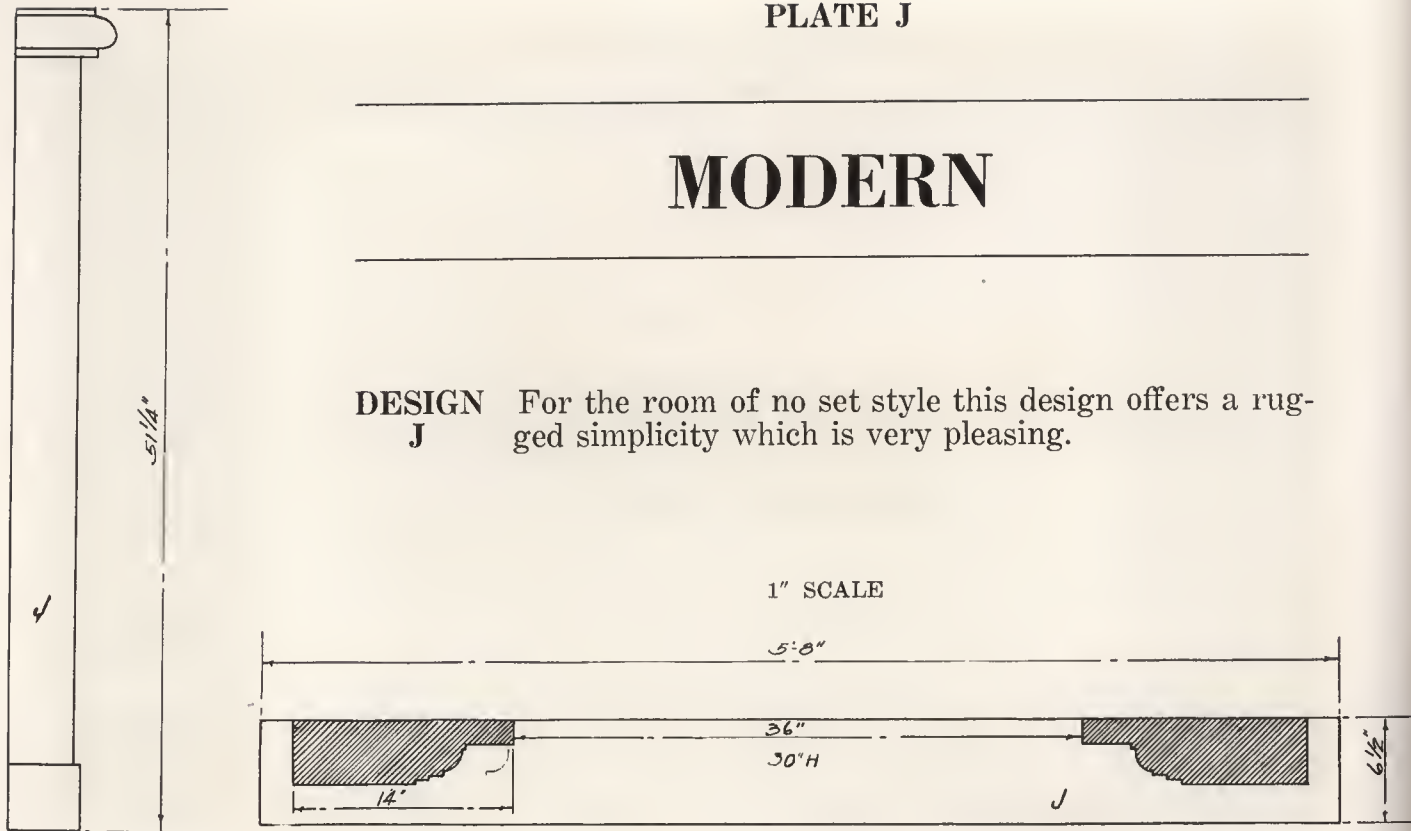 PLATE J
MODERN
DESIGN For the room of no set style this design offers a rug-
J ged simplicity which is very pleasing.
51¼"
J
1" SCALE
5'-8"
36"
30"H
14"
J
6½"